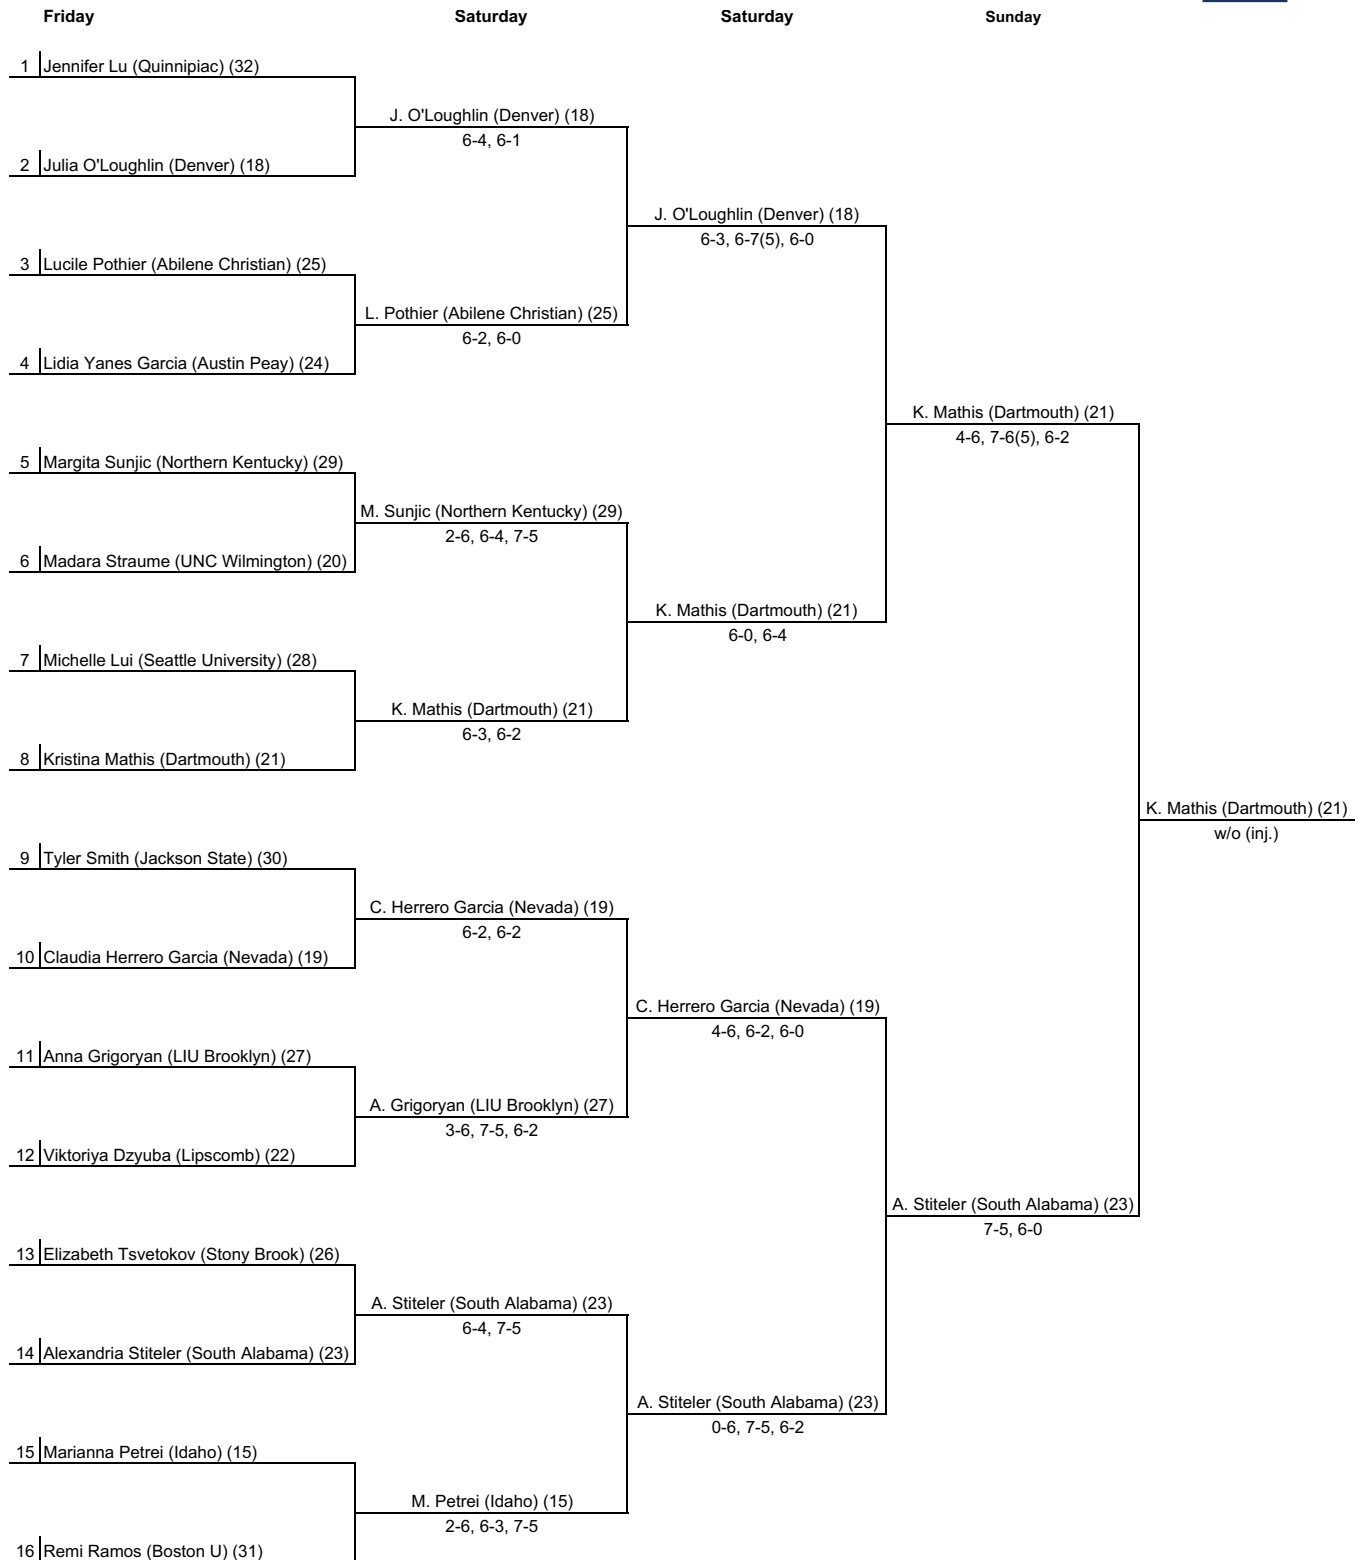 Friday Saturday Saturday Sunday
1 Jennifer Lu (Quinnipiac) (32)
J. O'Loughlin (Denver) (18)
6-4, 6-1
2 Julia O'Loughlin (Denver) (18)
J. O'Loughlin (Denver) (18)
6-3, 6-7(5), 6-0
3 Lucile Pothier (Abilene Christian) (25)
L. Pothier (Abilene Christian) (25)
6-2, 6-0
4 Lidia Yanes Garcia (Austin Peay) (24)
K. Mathis (Dartmouth) (21)
4-6, 7-6(5), 6-2
5 Margita Sunjic (Northern Kentucky) (29)
M. Sunjic (Northern Kentucky) (29)
2-6, 6-4, 7-5
6 Madara Straume (UNC Wilmington) (20)
K. Mathis (Dartmouth) (21)
6-0, 6-4
7 Michelle Lui (Seattle University) (28)
K. Mathis (Dartmouth) (21)
6-3, 6-2
8 Kristina Mathis (Dartmouth) (21)
K. Mathis (Dartmouth) (21)
w/o (inj.)
9 Tyler Smith (Jackson State) (30)
C. Herrero Garcia (Nevada) (19)
6-2, 6-2
10 Claudia Herrero Garcia (Nevada) (19)
C. Herrero Garcia (Nevada) (19)
4-6, 6-2, 6-0
11 Anna Grigoryan (LIU Brooklyn) (27)
A. Grigoryan (LIU Brooklyn) (27)
3-6, 7-5, 6-2
12 Viktoriya Dzyuba (Lipscomb) (22)
A. Stiteler (South Alabama) (23)
7-5, 6-0
13 Elizabeth Tsvetokov (Stony Brook) (26)
A. Stiteler (South Alabama) (23)
6-4, 7-5
14 Alexandria Stiteler (South Alabama) (23)
A. Stiteler (South Alabama) (23)
0-6, 7-5, 6-2
15 Marianna Petrei (Idaho) (15)
M. Petrei (Idaho) (15)
2-6, 6-3, 7-5
16 Remi Ramos (Boston U) (31)